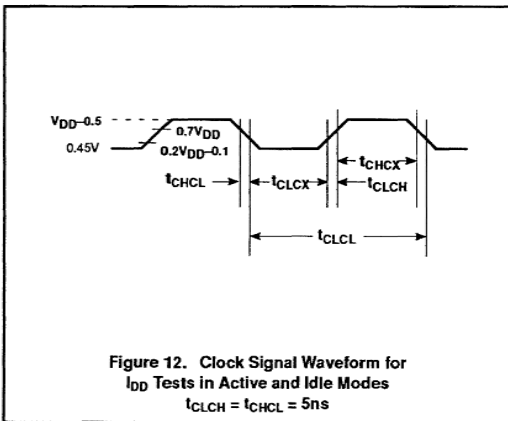 VDD–0.5
0.7VDD
0.45V
0.2VDD–0.1
tCHCX
tCHCL
tCLCX
tCLCH
tCLCL
Figure 12. Clock Signal Waveform for
IDD Tests in Active and Idle Modes
tCLCH = tCHCL = 5ns